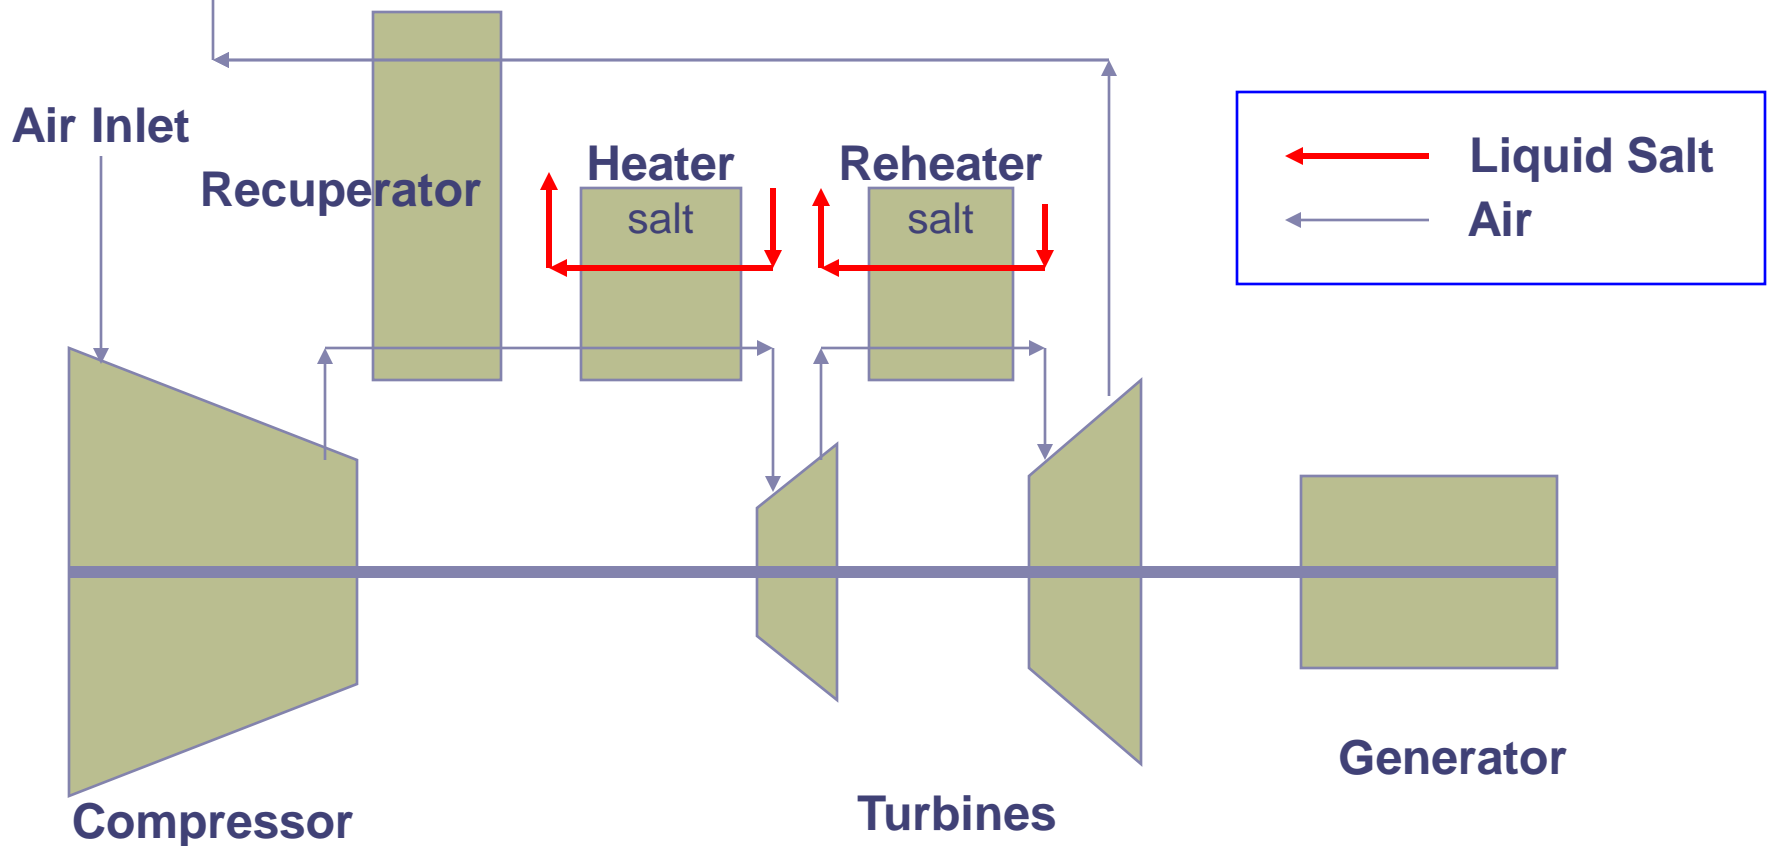 Air Inlet
Recuperator
Heater
salt
Reheater
salt
Liquid Salt
Air
Compressor
Turbines
Generator